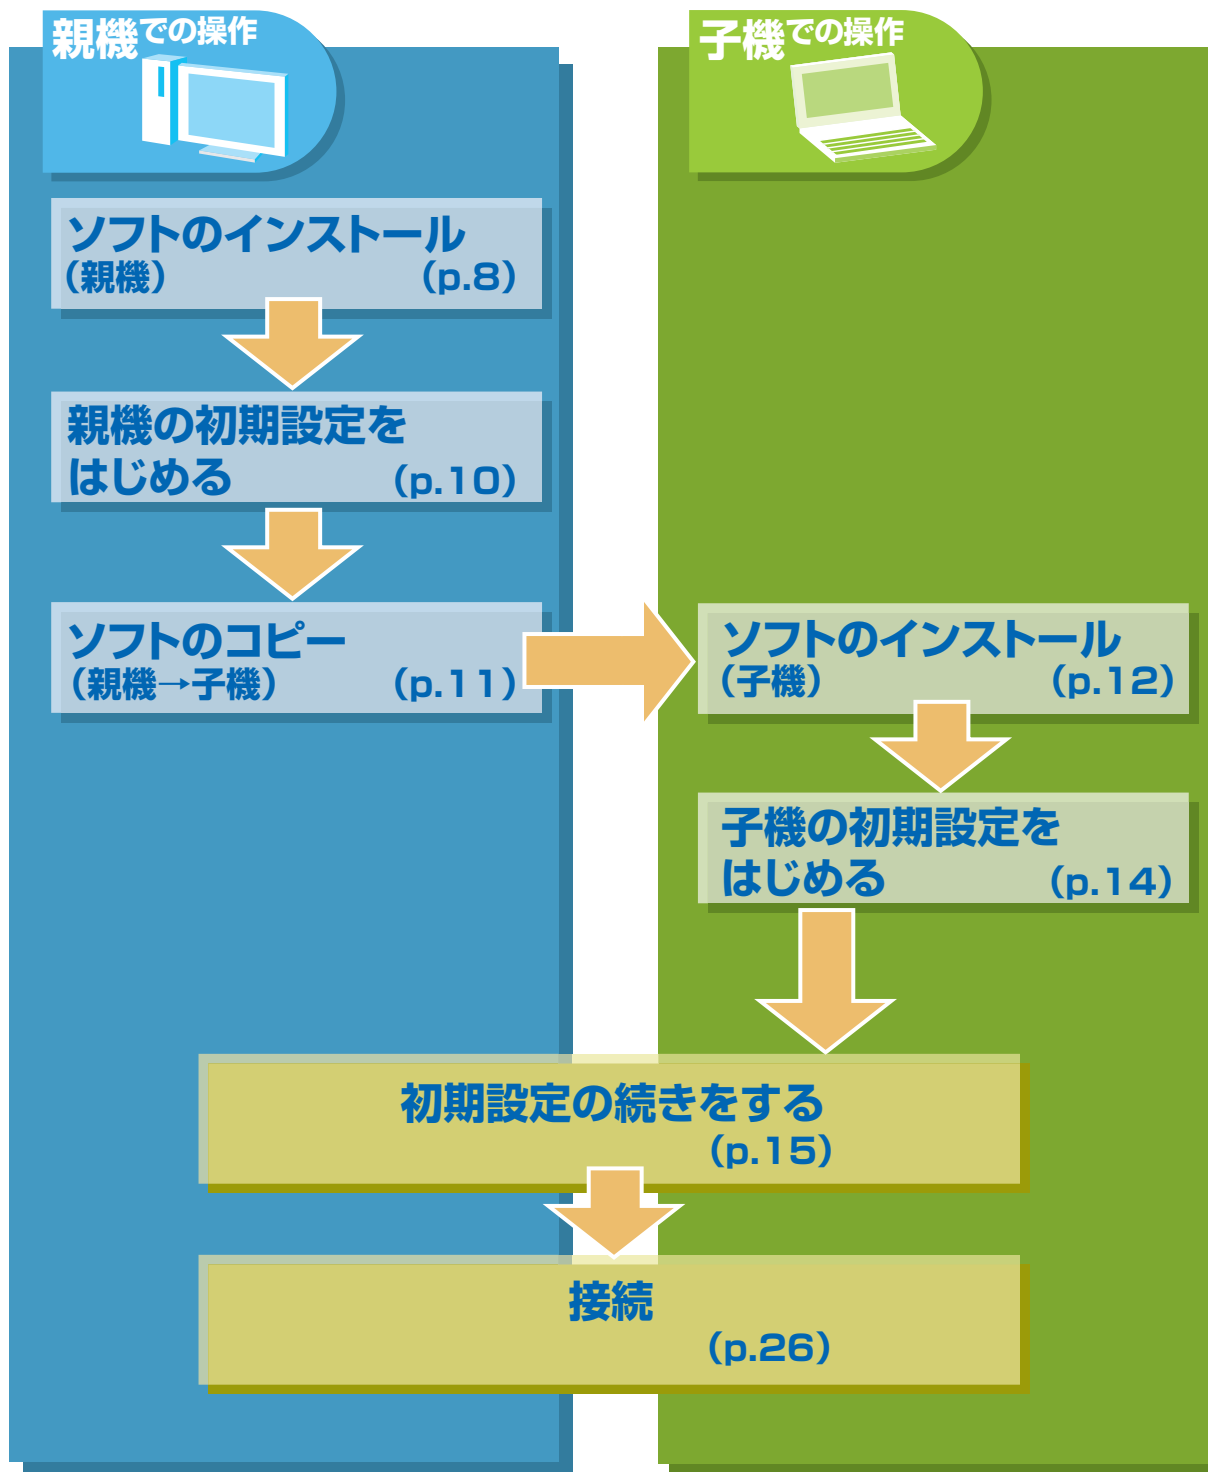 親機での操作
子機での操作
ソフトのインストール
（親機） （p.8）
親機の初期設定を
はじめる （p.10）
ソフトのコピー
（親機→子機） （p.11）
ソフトのインストール
（子機） （p.12）
子機の初期設定を
はじめる （p.14）
初期設定の続きをする
（p.15）
接続
（p.26）